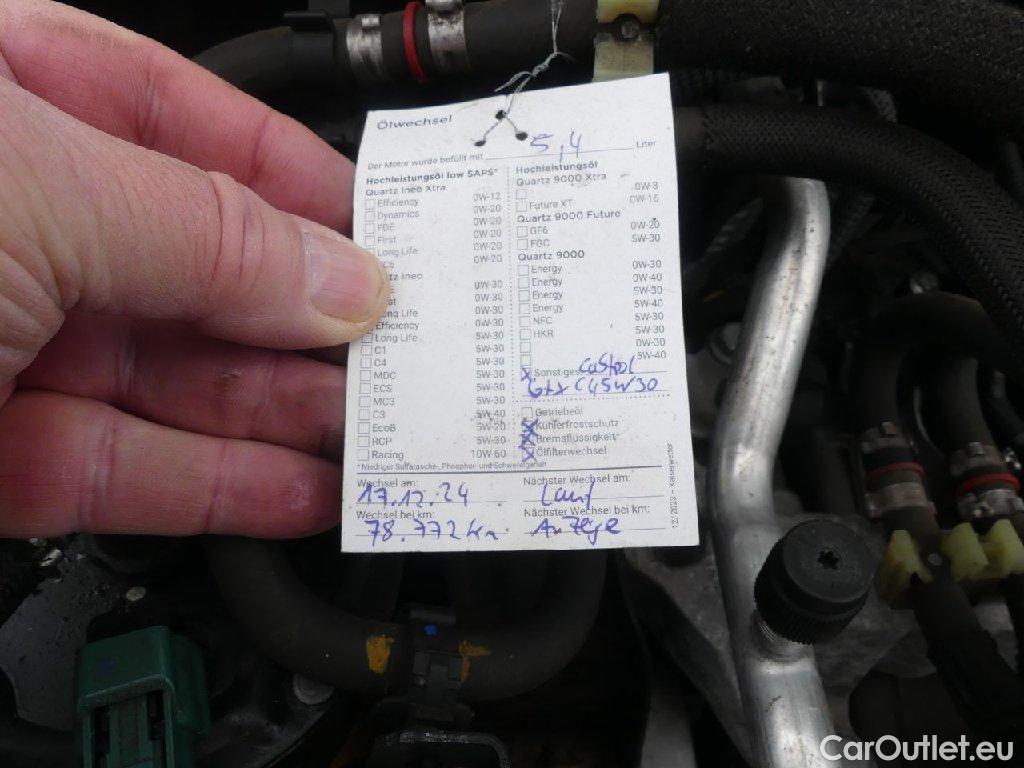 Ölwechsel
Der Motor wurde befüllt mit 5,4 Liter
Hochleistungsöl low SAPS*
Quartz Ineo Xtra
Efficiency 0W-12
Dynamics 0W-20
FDE 0W-20
First 0W-20
Long Life 0W-20
0W-20
Ineo
0W-30
0W-30
Long Life 0W-30
Efficiency 0W-30
Long Life 5W-30
C1 5W-30
C4 5W-30
MDC 5W-30
ECS 5W-30
MC3 5W-30
C3 5W-40
EcoB 5W-20
RCP 5W-30
Racing 10W-60
* Niedriger Sulfatasche-, Phosphor- und Schwefelgehalt
Hochleistungsöl
Quartz 9000 Xtra
0W-8
Future XT 0W-16
Quartz 9000 Future
GF6 0W-20
FGC 5W-30
Quartz 9000
Energy 0W-30
Energy 0W-40
Energy 5W-30
Energy 5W-40
NFC 5W-30
HKR 5W-30
0W-30
5W-40
x Sonstiges Castrol
Gtx C4 5W30
Getriebeöl
x Kühlerfrostschutz
x Bremsflüssigkeit
x Ölfilterwechsel
Wechsel am: 17.12.24
Nächster Wechsel am: Lauf
Wechsel bei km: 78.772 km
Nächster Wechsel bei km: Anzeige
12/2023 –
CarOutlet.eu